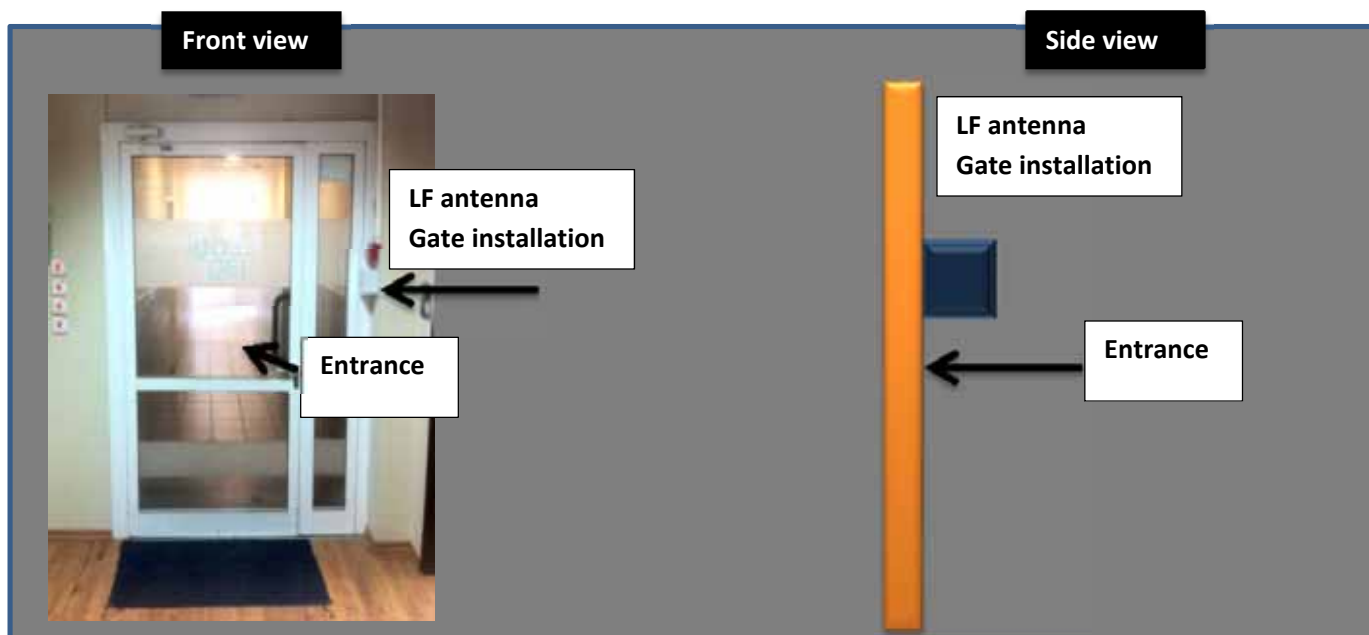 Front view
Side view
LF antenna
Gate installation
Entrance
LF antenna
Gate installation
Entrance